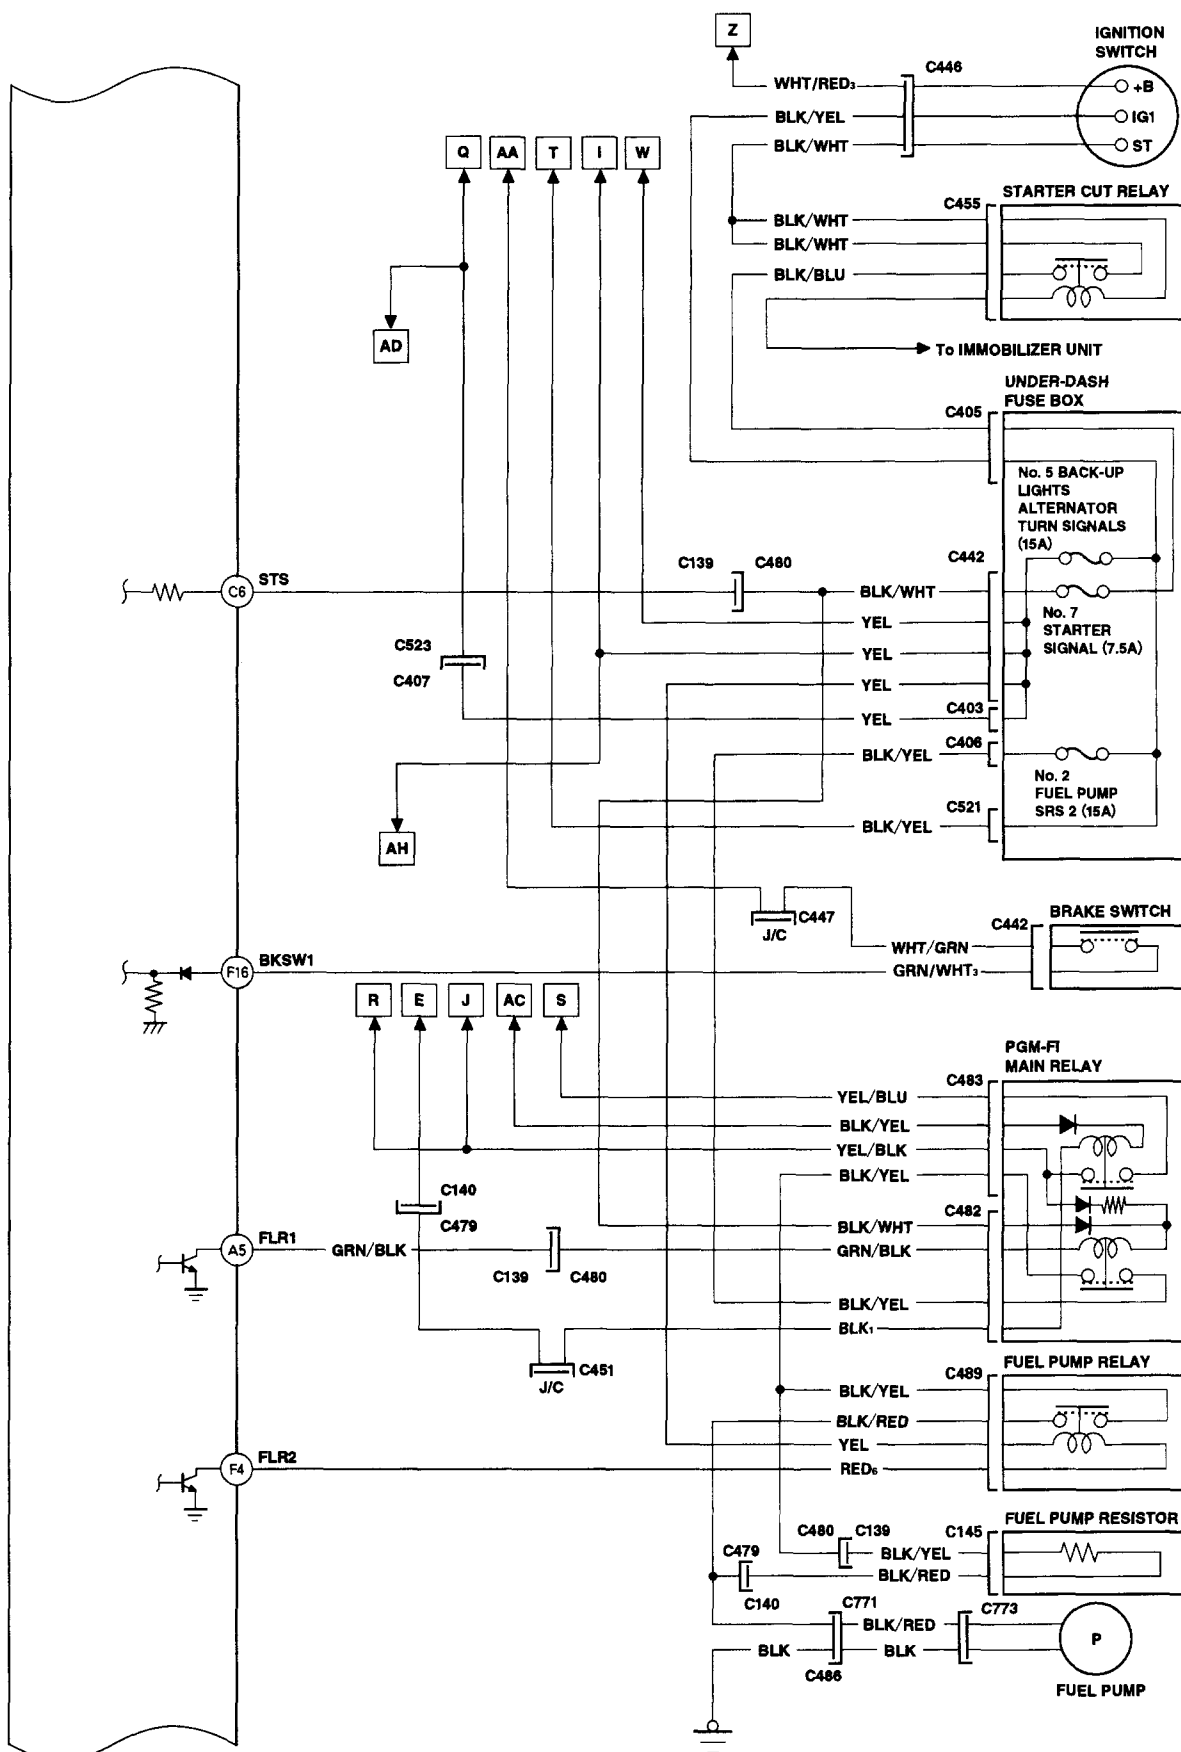 Z
IGNITION
SWITCH
C446
WHT/RED₃
+B
BLK/YEL
IG1
BLK/WHT
ST
Q
AA
T
I
W
STARTER CUT RELAY
C455
BLK/WHT
BLK/WHT
BLK/BLU
AD
To IMMOBILIZER UNIT
UNDER-DASH
FUSE BOX
C405
No. 5 BACK-UP
LIGHTS
ALTERNATOR
TURN SIGNALS
(15A)
C139
C480
C442
C6
STS
BLK/WHT
No. 7
STARTER
SIGNAL (7.5A)
YEL
C523
YEL
C407
YEL
C403
YEL
C406
BLK/YEL
No. 2
FUEL PUMP
SRS 2 (15A)
C521
BLK/YEL
AH
C447
J/C
BRAKE SWITCH
C442
WHT/GRN
F16
BKSW1
GRN/WHT₃
R
E
J
AC
S
PGM-FI
MAIN RELAY
C483
YEL/BLU
BLK/YEL
YEL/BLK
BLK/YEL
C140
C479
C482
BLK/WHT
A5
FLR1
GRN/BLK
GRN/BLK
C139
C480
BLK/YEL
BLK₁
C451
J/C
FUEL PUMP RELAY
C489
BLK/YEL
BLK/RED
YEL
F4
FLR2
RED₆
FUEL PUMP RESISTOR
C480
C139
C145
BLK/YEL
C479
BLK/RED
C140
C771
C773
BLK/RED
BLK
BLK
P
C486
FUEL PUMP